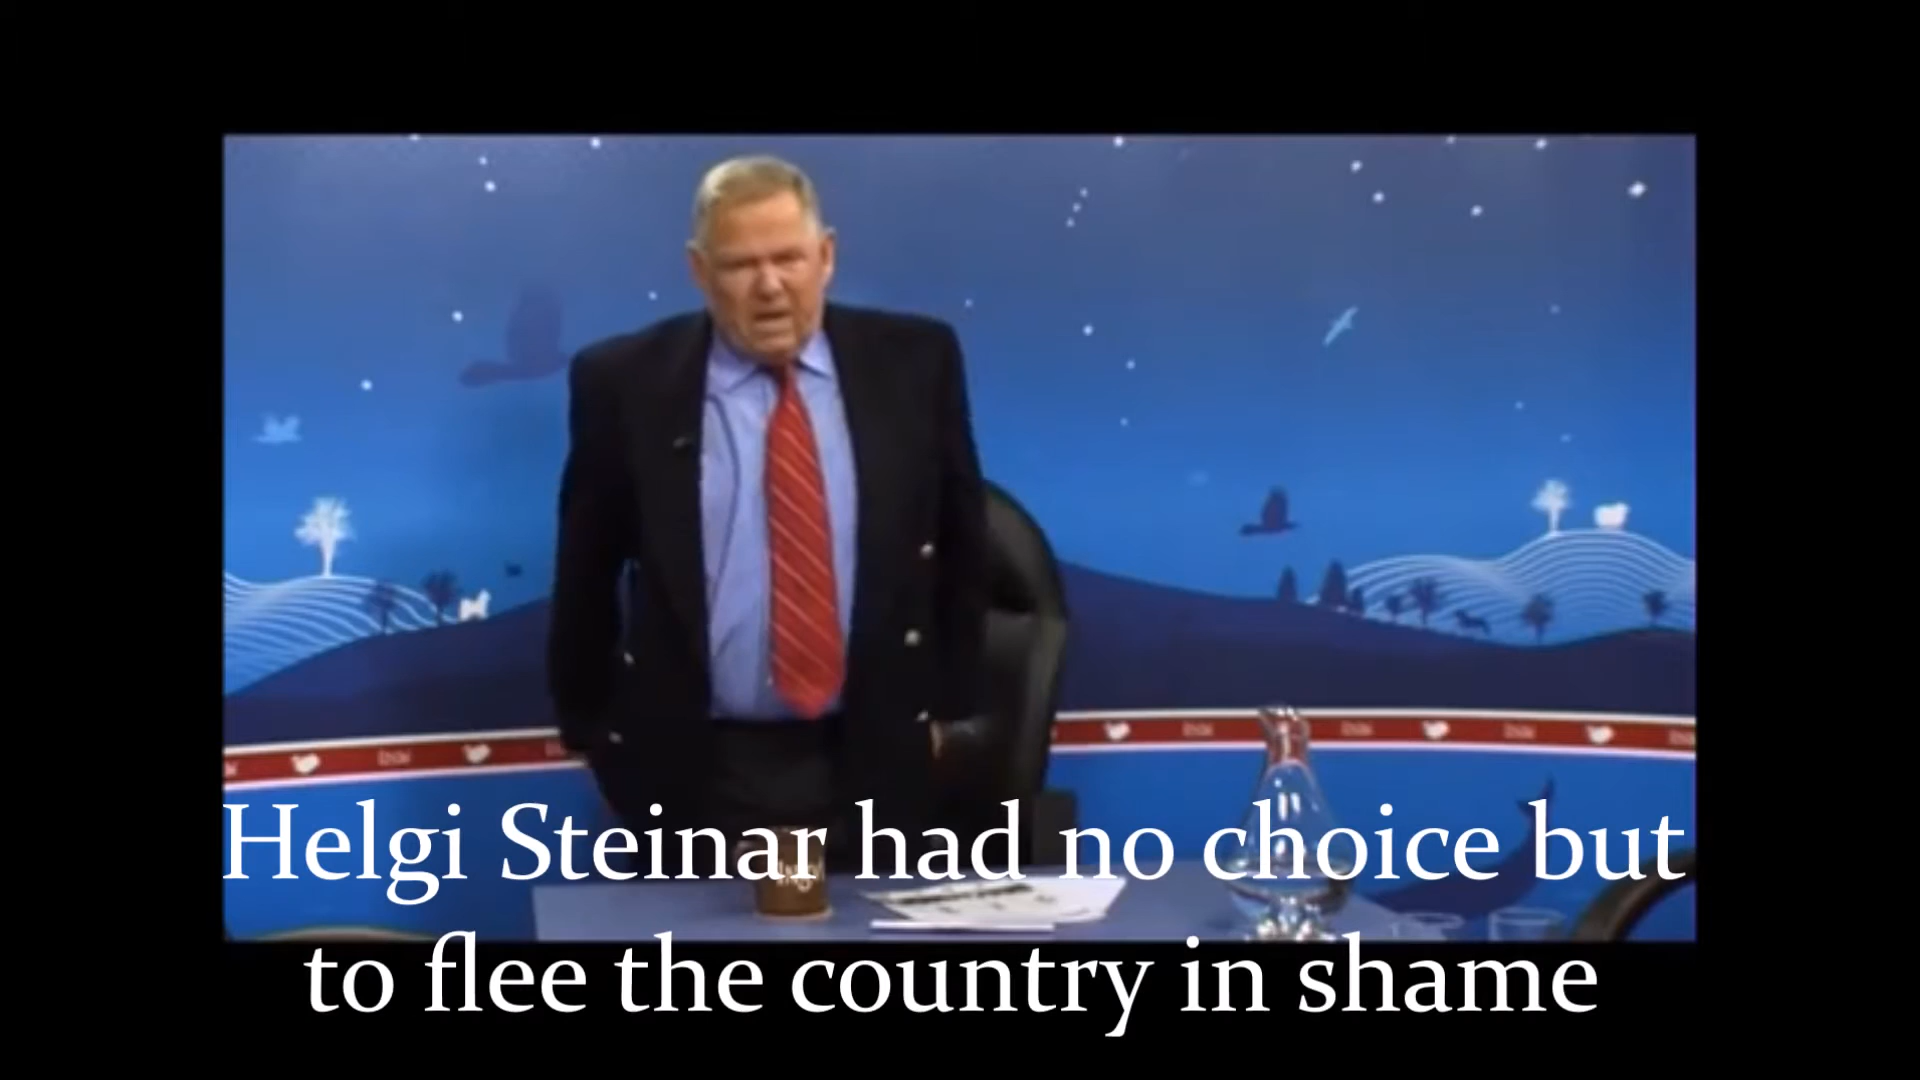 Helgi Steinar had no choice but
to flee the country in shame